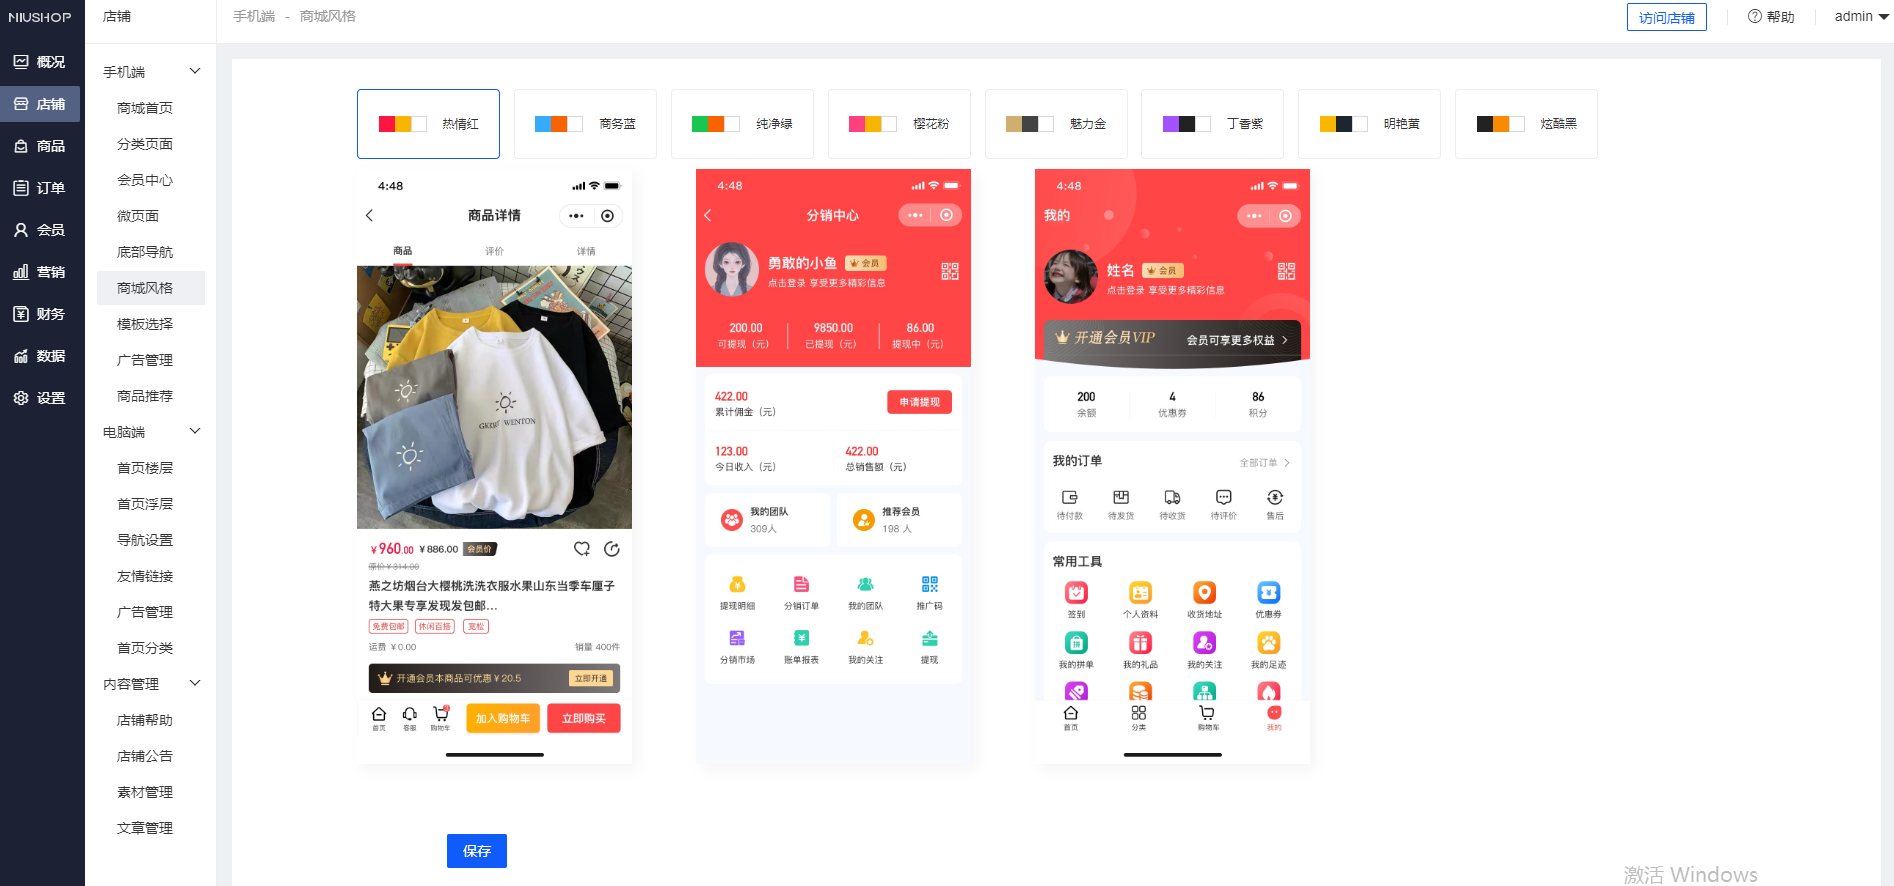 NIUSHOP
概况
店铺
商品
订单
会员
营销
财务
数据
设置
店铺
手机端
商城首页
分类页面
会员中心
微页面
底部导航
商城风格
模板选择
广告管理
商品推荐
电脑端
首页楼层
首页浮层
导航设置
友情链接
广告管理
首页分类
内容管理
店铺帮助
店铺公告
素材管理
文章管理
手机端 - 商城风格
访问店铺
帮助
admin
热情红
商务蓝
纯净绿
樱花粉
魅力金
丁香紫
明艳黄
炫酷黑
4:48
商品详情
商品 评价 详情
WENTON
¥960.00 ¥886.00 会员价
原价¥314.00
燕之坊烟台大樱桃洗洗衣服水果山东当季车厘子
特大果专享发现发包邮...
免费包邮 休闲百搭 宽松
运费 ¥0.00 销量 400件
开通会员本商品可优惠¥20.5 立即开通
首页 客服 购物车 加入购物车 立即购买
4:48
分销中心
勇敢的小鱼 会员
点击登录 享受更多精彩信息
200.00 9850.00 86.00
可提现（元） 已提现（元） 提现中（元）
422.00
累计佣金（元）
申请提现
123.00 422.00
今日收入（元） 总销售额（元）
我的团队 推荐会员
309人 198 人
提现明细 分销订单 我的团队 推广码
分销市场 账单报表 我的关注 提现
4:48
我的
姓名 会员
点击登录 享受更多精彩信息
开通会员VIP 会员可享更多权益
200 4 86
余额 优惠券 积分
我的订单 全部订单
待付款 待发货 待收货 待评价 售后
常用工具
签到 个人资料 收货地址 优惠券
我的拼单 我的礼品 我的关注 我的足迹
首页 分类 购物车 我的
保存
激活 Windows